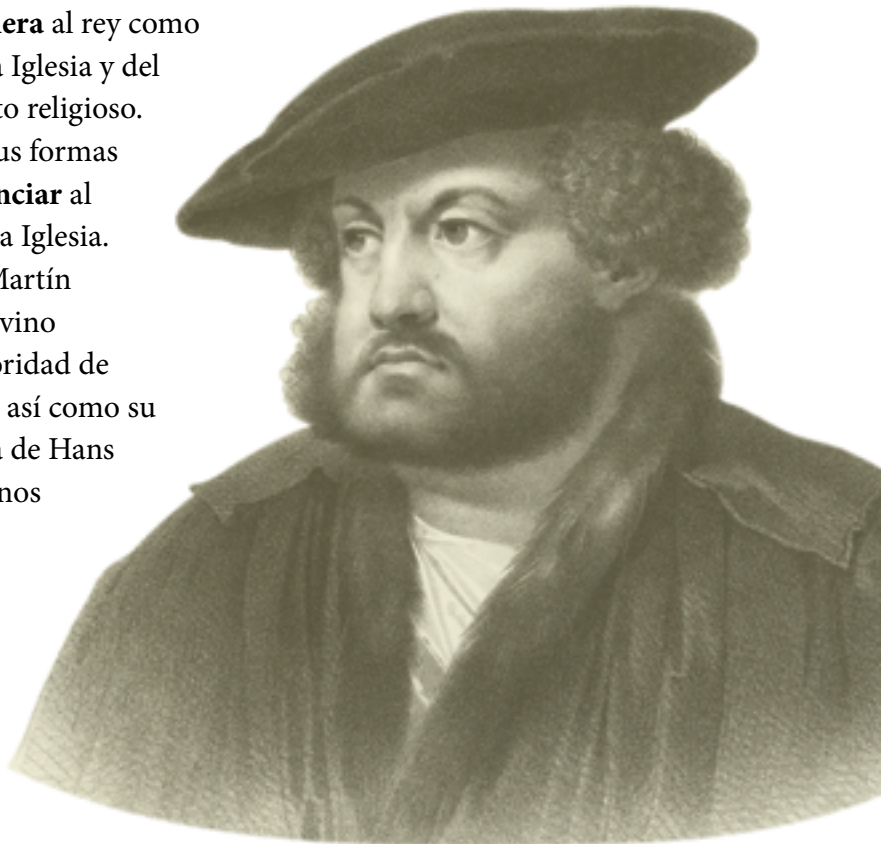 era al rey como
a Iglesia y del
to religioso.
us formas
nciar al
a Iglesia.
Martín
vino
oridad de
así como su
a de Hans
nos